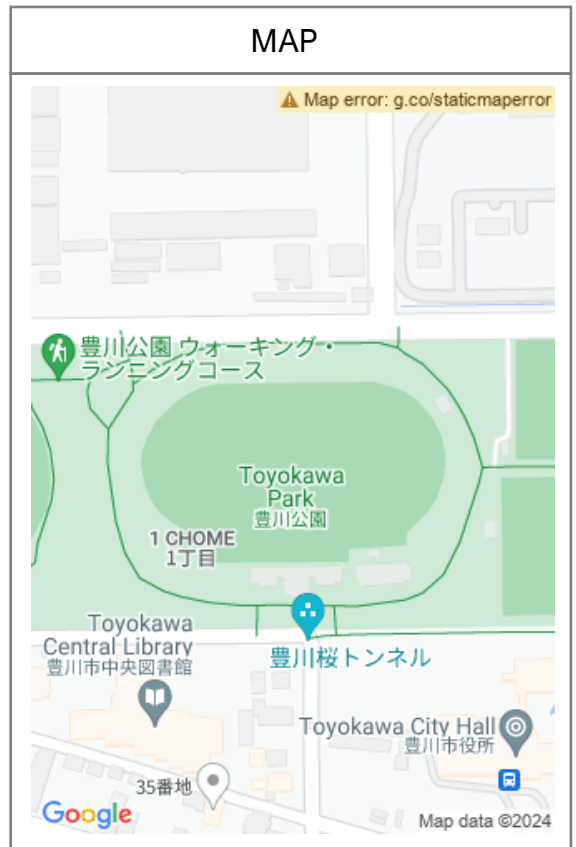 MAP
Map error: g.co/staticmaperror
豊川公園 ウォーキング・
ランニングコース
Toyokawa
Park
豊川公園
1 CHOME
1丁目
豊川桜トンネル
Toyokawa
Central Library
豊川市中央図書館
Toyokawa City Hall
豊川市役所
35番地
Google
Map data ©2024